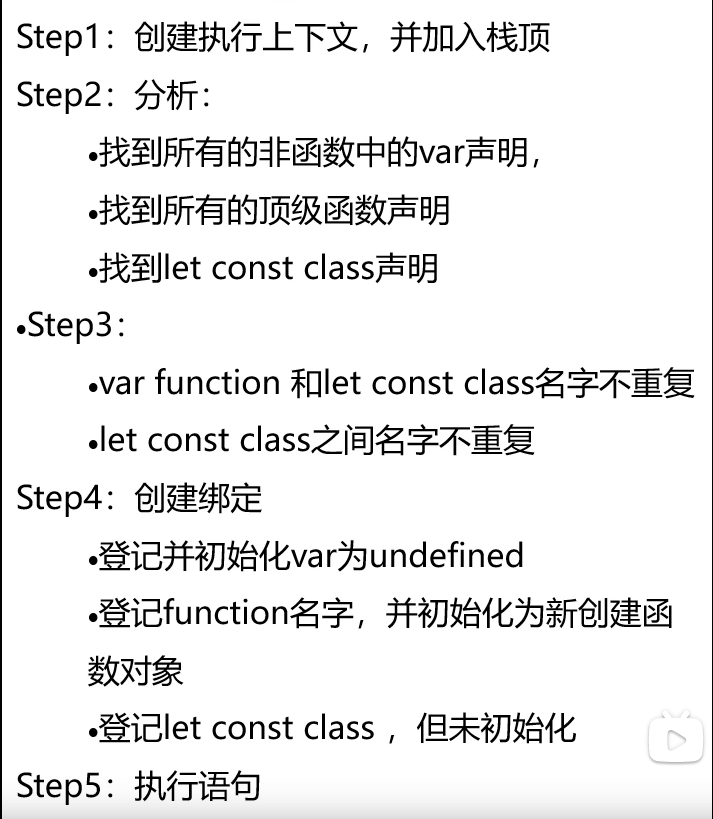 Step1：创建执行上下文，并加入栈顶
Step2：分析：
•找到所有的非函数中的var声明，
•找到所有的顶级函数声明
•找到let const class声明
•Step3：
•var function 和let const class名字不重复
•let const class之间名字不重复
Step4：创建绑定
•登记并初始化var为undefined
•登记function名字，并初始化为新创建函
数对象
•登记let const class ，但未初始化
Step5：执行语句